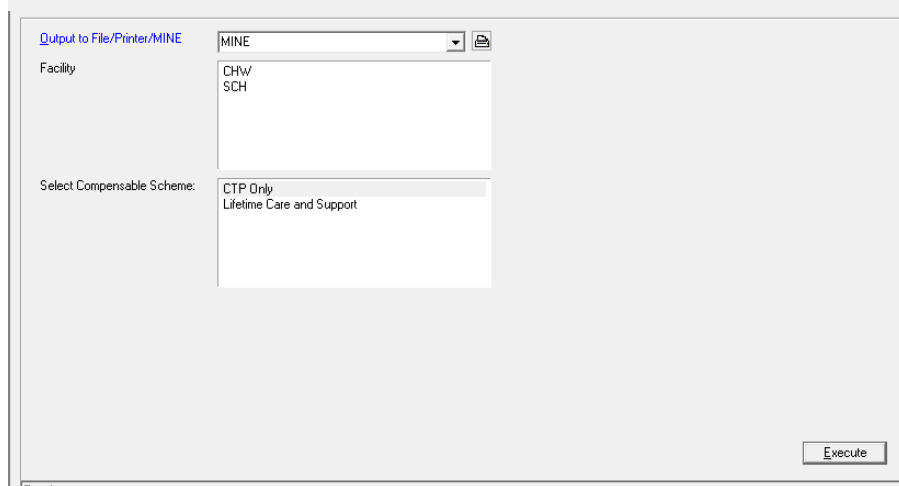 Output to File/Printer/MINE
MINE
Facility
CHW
SCH
Select Compensable Scheme:
CTP Only
Lifetime Care and Support
Execute